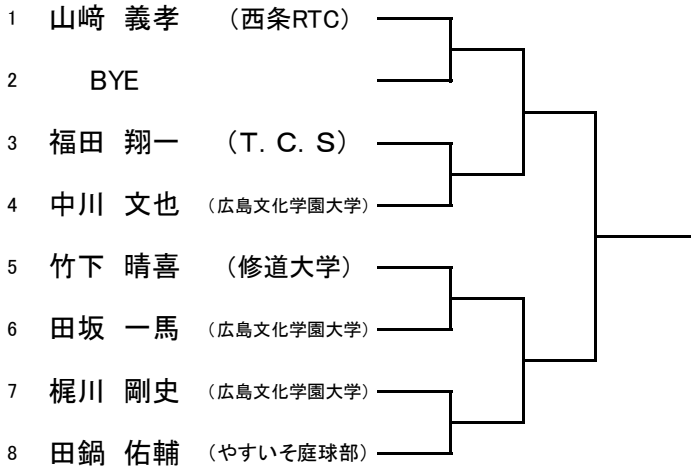 1 山﨑 義孝 （西条RTC）
2 BYE
3 福田 翔一 （T．C．S）
4 中川 文也 （広島文化学園大学）
5 竹下 晴喜 （修道大学）
6 田坂 一馬 （広島文化学園大学）
7 梶川 剛史 （広島文化学園大学）
8 田鍋 佑輔 （やすいそ庭球部）